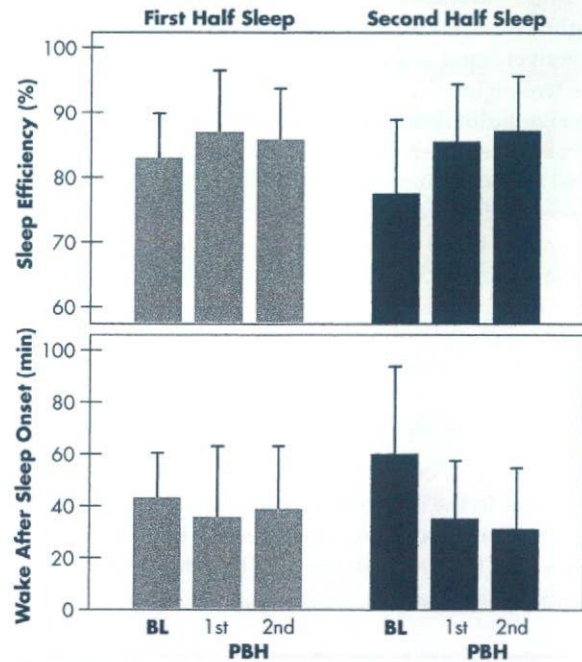 First Half Sleep Second Half Sleep
Sleep Efficiency (%)
100
90
80
70
60
Wake After Sleep Onset (min)
100
80
60
40
20
0
BL 1st 2nd BL 1st 2nd
PBH PBH